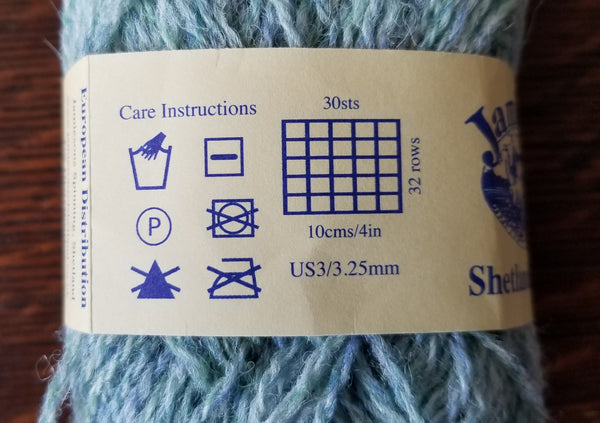 European Distribution
Care Instructions
P
30sts
32 rows
10cms/4in
US3/3.25mm